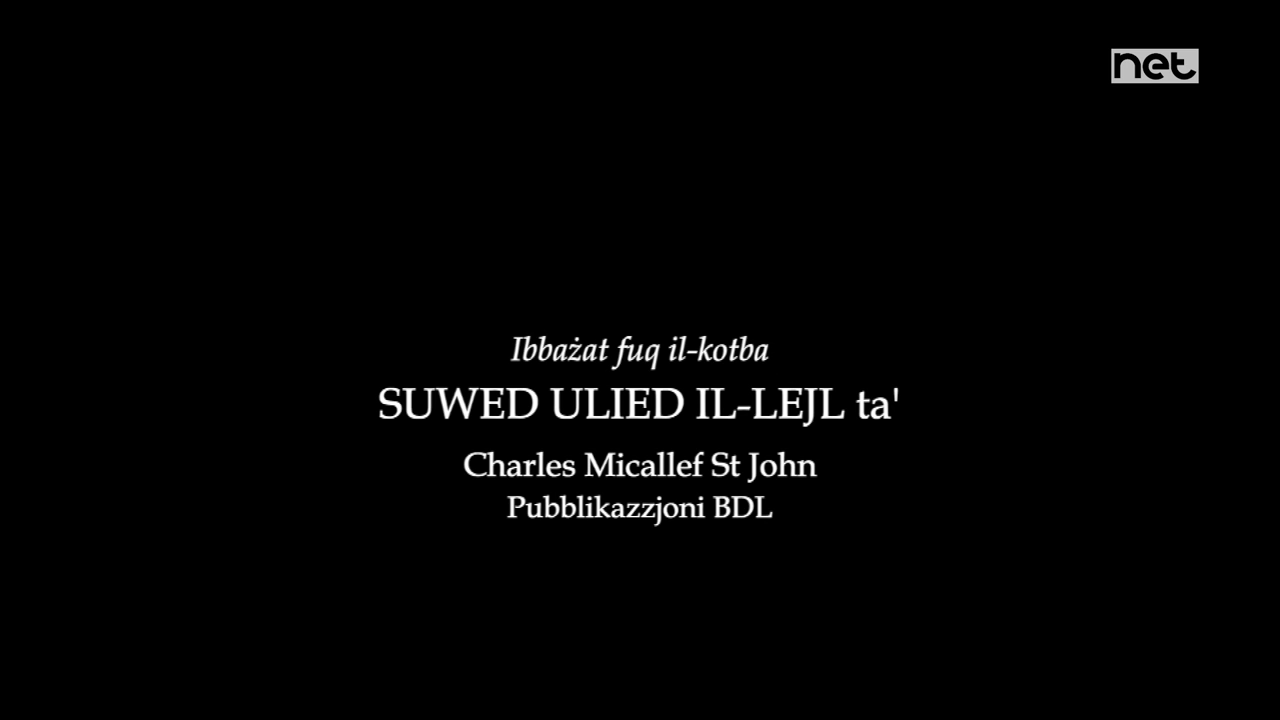 net
Ibbażat fuq il-kotba
SUWED ULIED IL-LEJL ta'
Charles Micallef St John
Pubblikazzjoni BDL